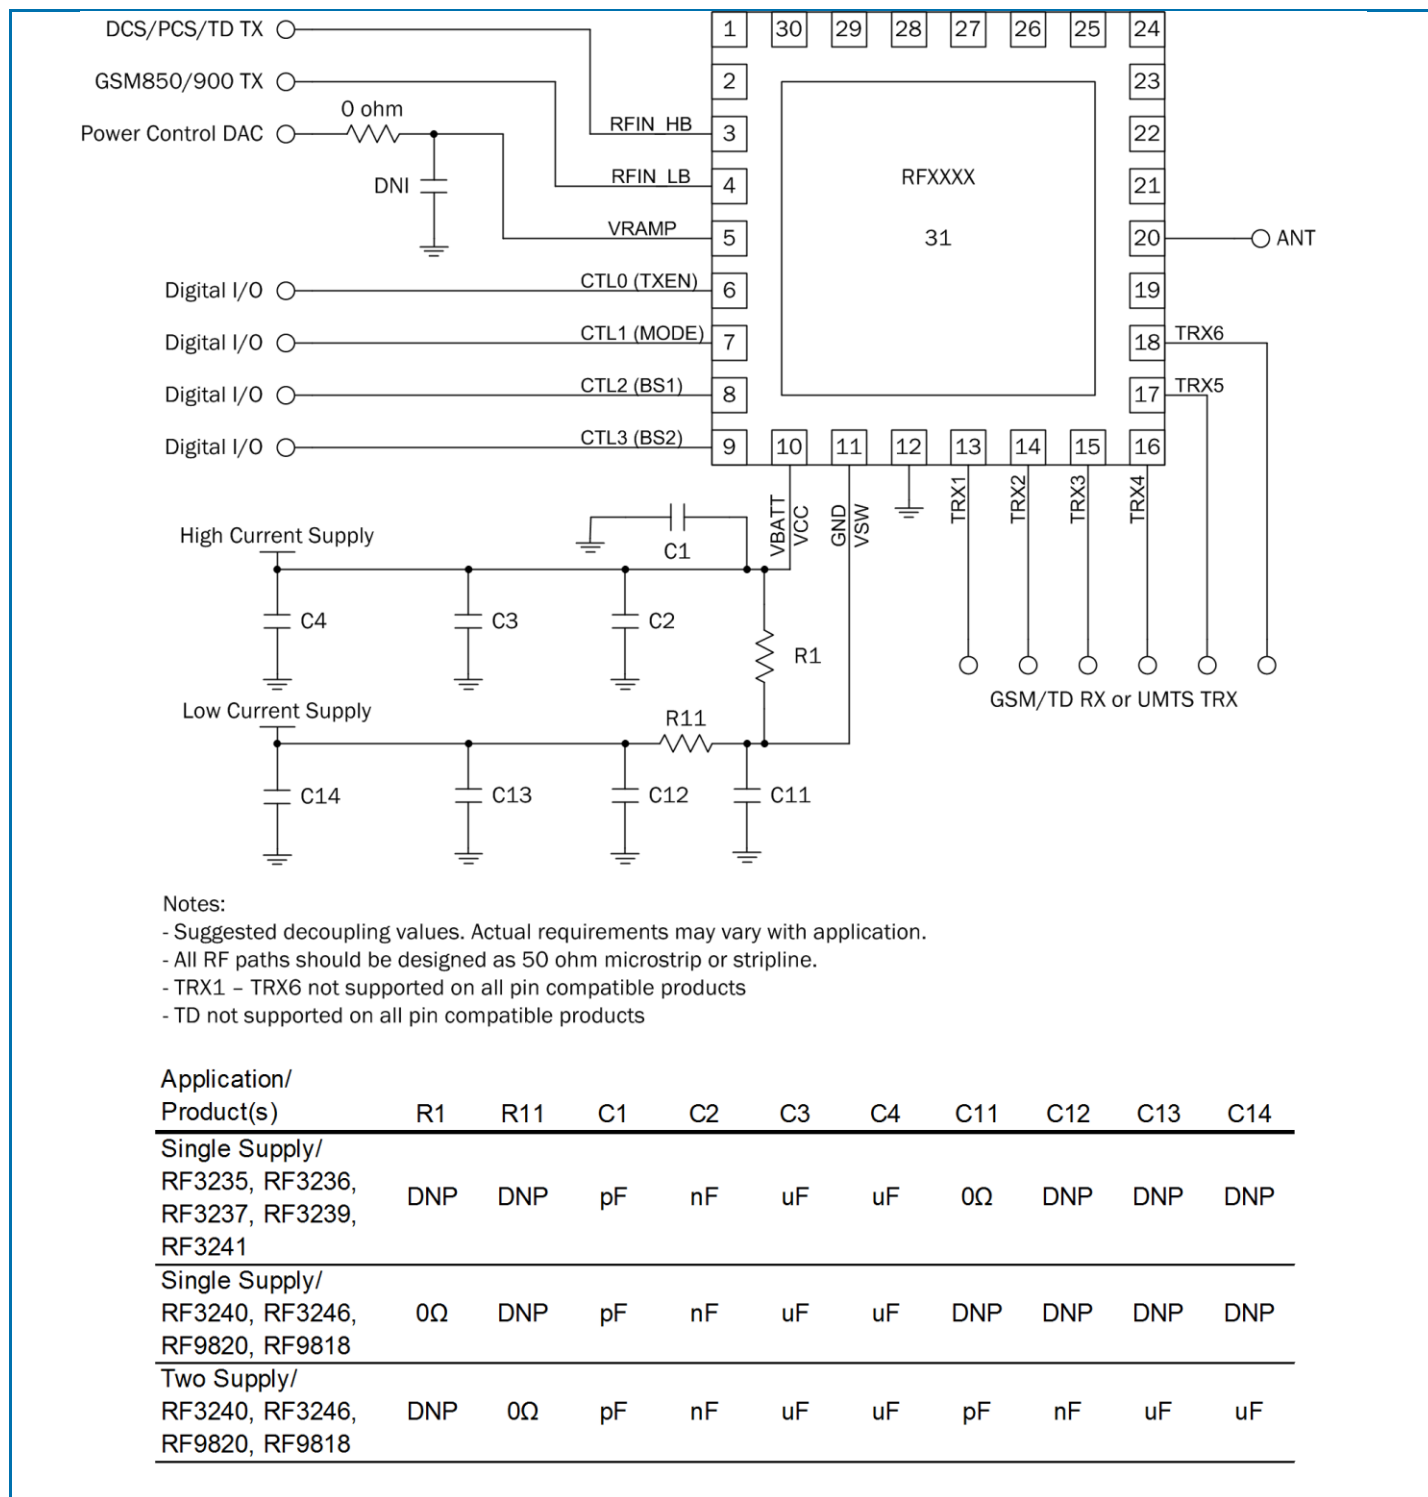 DCS/PCS/TD TX
1 30 29 28 27 26 25 24
GSM850/900 TX
2 23
0 ohm
Power Control DAC
RFIN_HB
3 22
DNI
RFIN_LB
4 RFXXXX 21
VRAMP
5 31 20 ANT
Digital I/O CTL0 (TXEN) 6 19
Digital I/O CTL1 (MODE) 7 18 TRX6
Digital I/O CTL2 (BS1) 8 17 TRX5
Digital I/O CTL3 (BS2) 9 10 11 12 13 14 15 16
VBATT
VCC
GND
VSW
TRX1
TRX2
TRX3
TRX4
High Current Supply
C1
C4 C3 C2
R1
GSM/TD RX or UMTS TRX
Low Current Supply
R11
C14 C13 C12 C11
Notes:
- Suggested decoupling values. Actual requirements may vary with application.
- All RF paths should be designed as 50 ohm microstrip or stripline.
- TRX1 – TRX6 not supported on all pin compatible products
- TD not supported on all pin compatible products
Application/
Product(s) R1 R11 C1 C2 C3 C4 C11 C12 C13 C14
Single Supply/
RF3235, RF3236,
DNP DNP pF nF uF uF 0Ω DNP DNP DNP
RF3237, RF3239,
RF3241
Single Supply/
RF3240, RF3246, 0Ω DNP pF nF uF uF DNP DNP DNP DNP
RF9820, RF9818
Two Supply/
RF3240, RF3246, DNP 0Ω pF nF uF uF pF nF uF uF
RF9820, RF9818